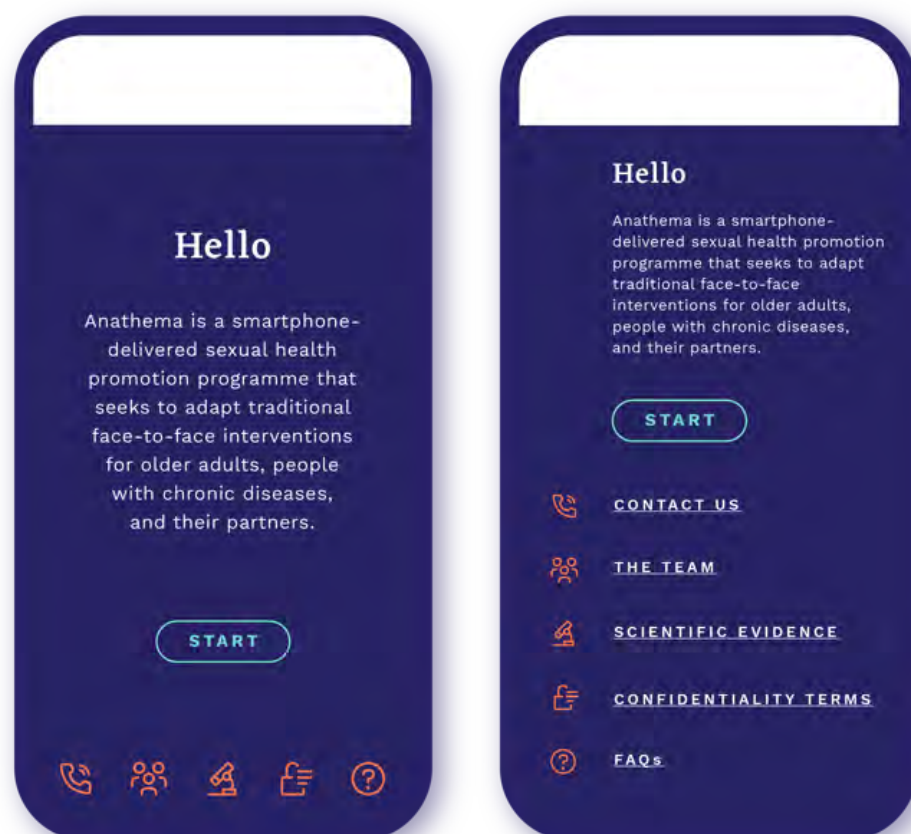 Hello
Anathema is a smartphone-
delivered sexual health
promotion programme that
seeks to adapt traditional
face-to-face interventions
for older adults, people
with chronic diseases,
and their partners.
START
Hello
Anathema is a smartphone-
delivered sexual health promotion
programme that seeks to adapt
traditional face-to-face
interventions for older adults,
people with chronic diseases,
and their partners.
START
CONTACT US
THE TEAM
SCIENTIFIC EVIDENCE
CONFIDENTIALITY TERMS
FAQs